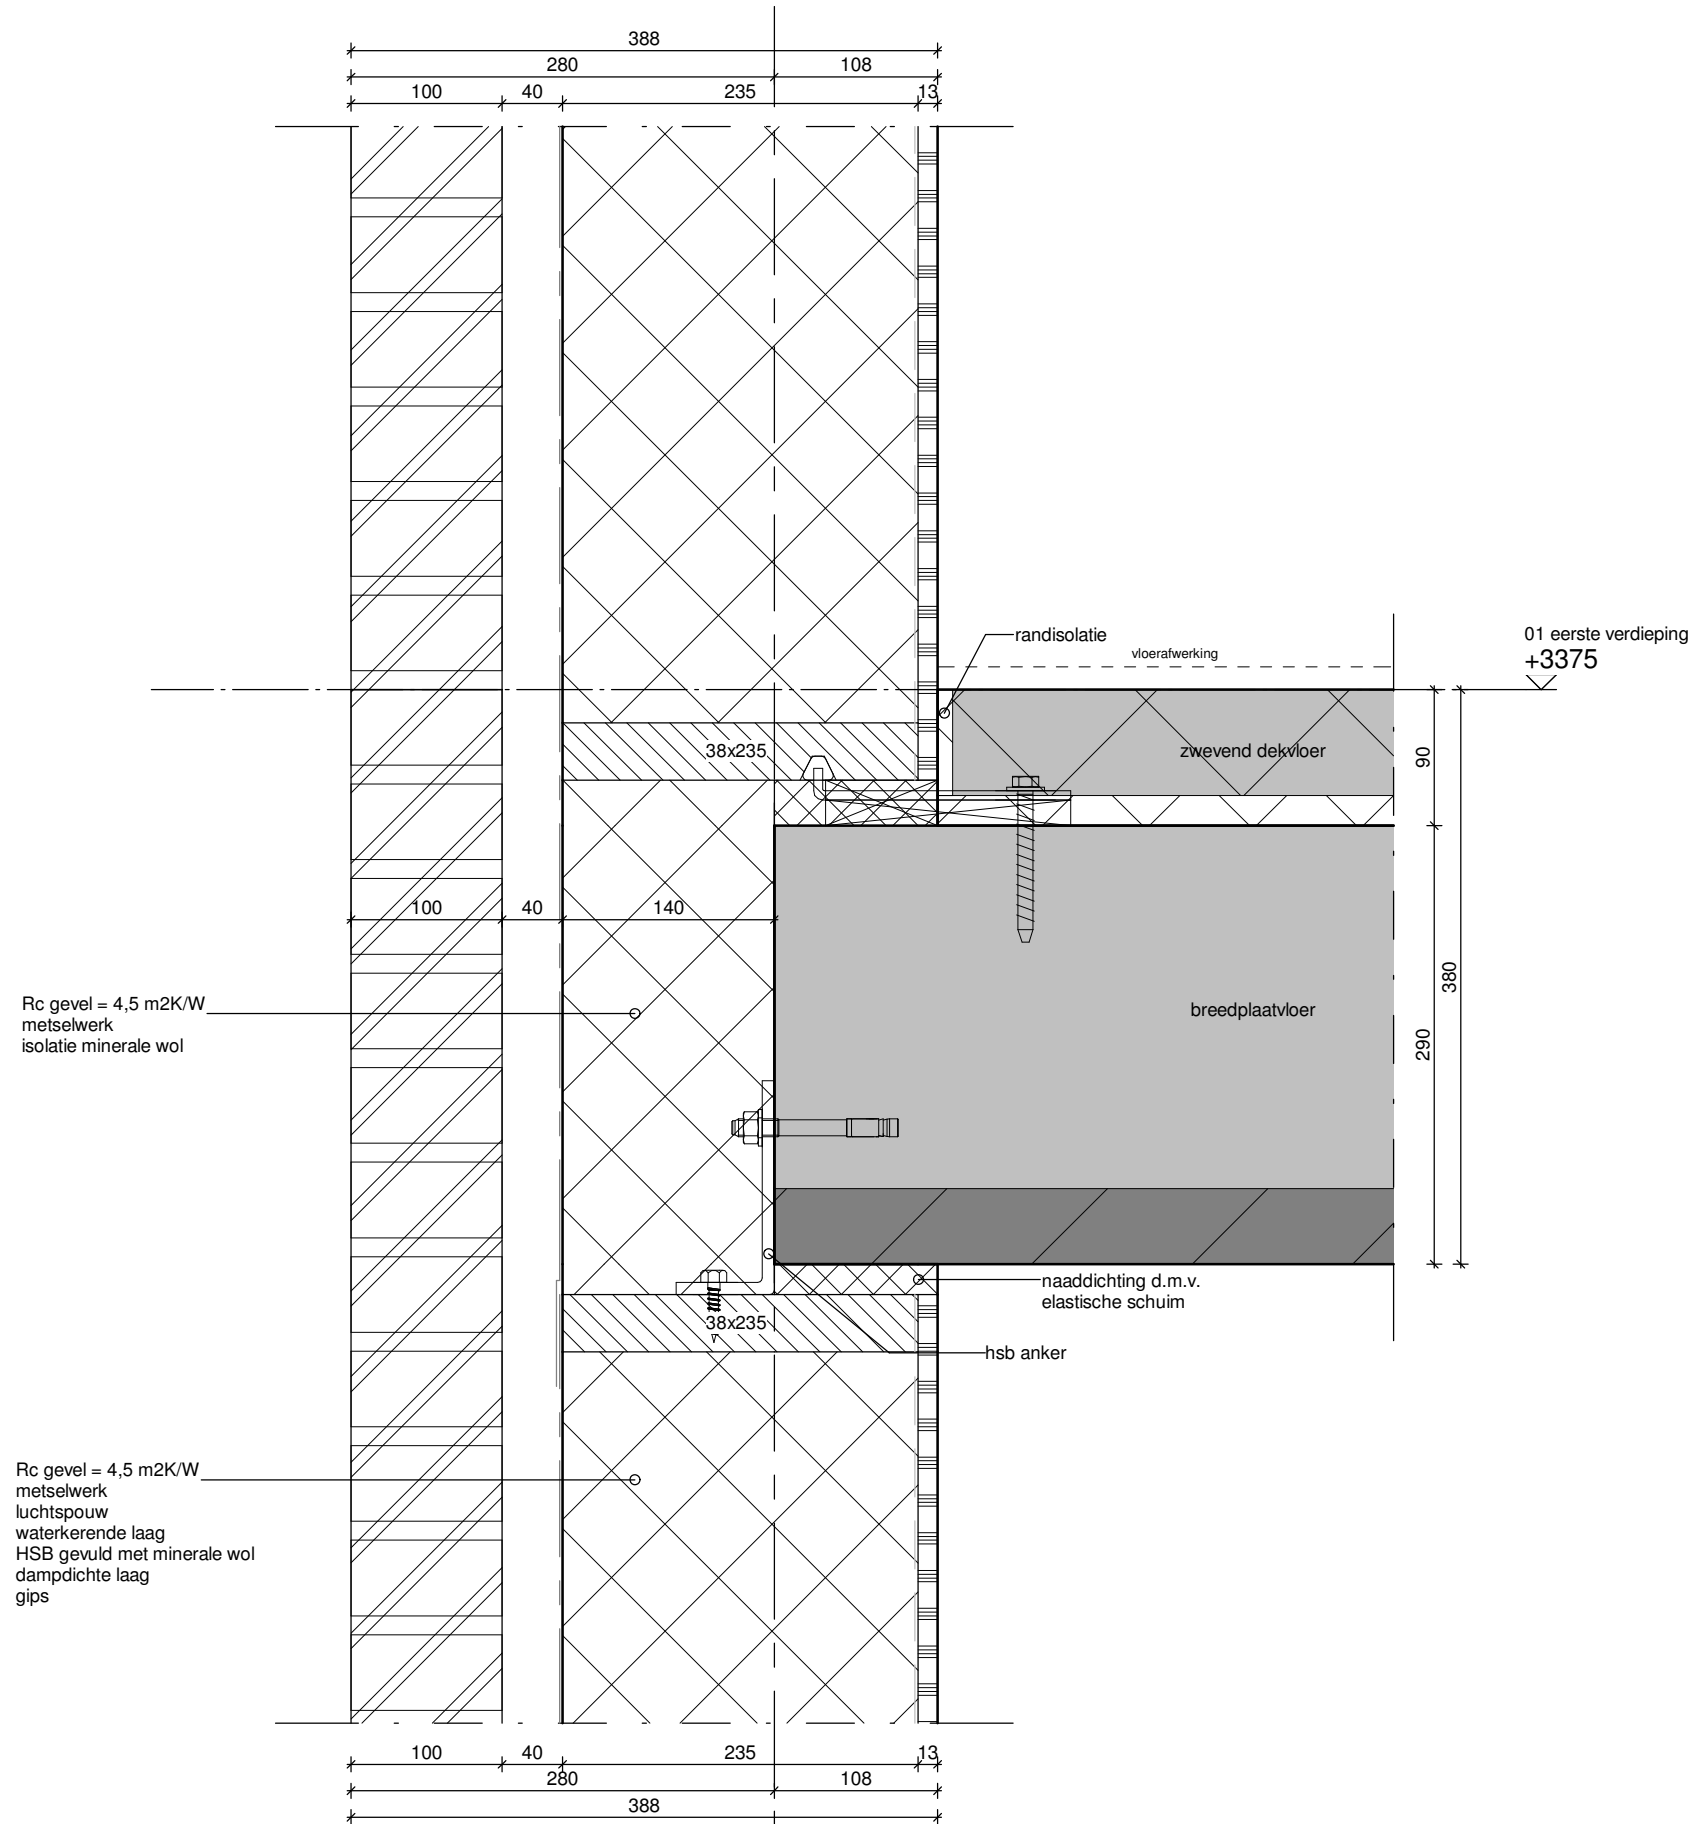 388
280
108
100
40
235
13
randisolatie
vloerafwerking
01 eerste verdieping
+3375
38x235
zwevend dekvloer
90
100
40
140
380
Rc gevel = 4,5 m2K/W
metselwerk
isolatie minerale wol
breedplaatvloer
290
naaddichting d.m.v.
elastische schuim
38x235
hsb anker
Rc gevel = 4,5 m2K/W
metselwerk
luchtspouw
waterkerende laag
HSB gevuld met minerale wol
dampdichte laag
gips
100
40
235
13
280
108
388